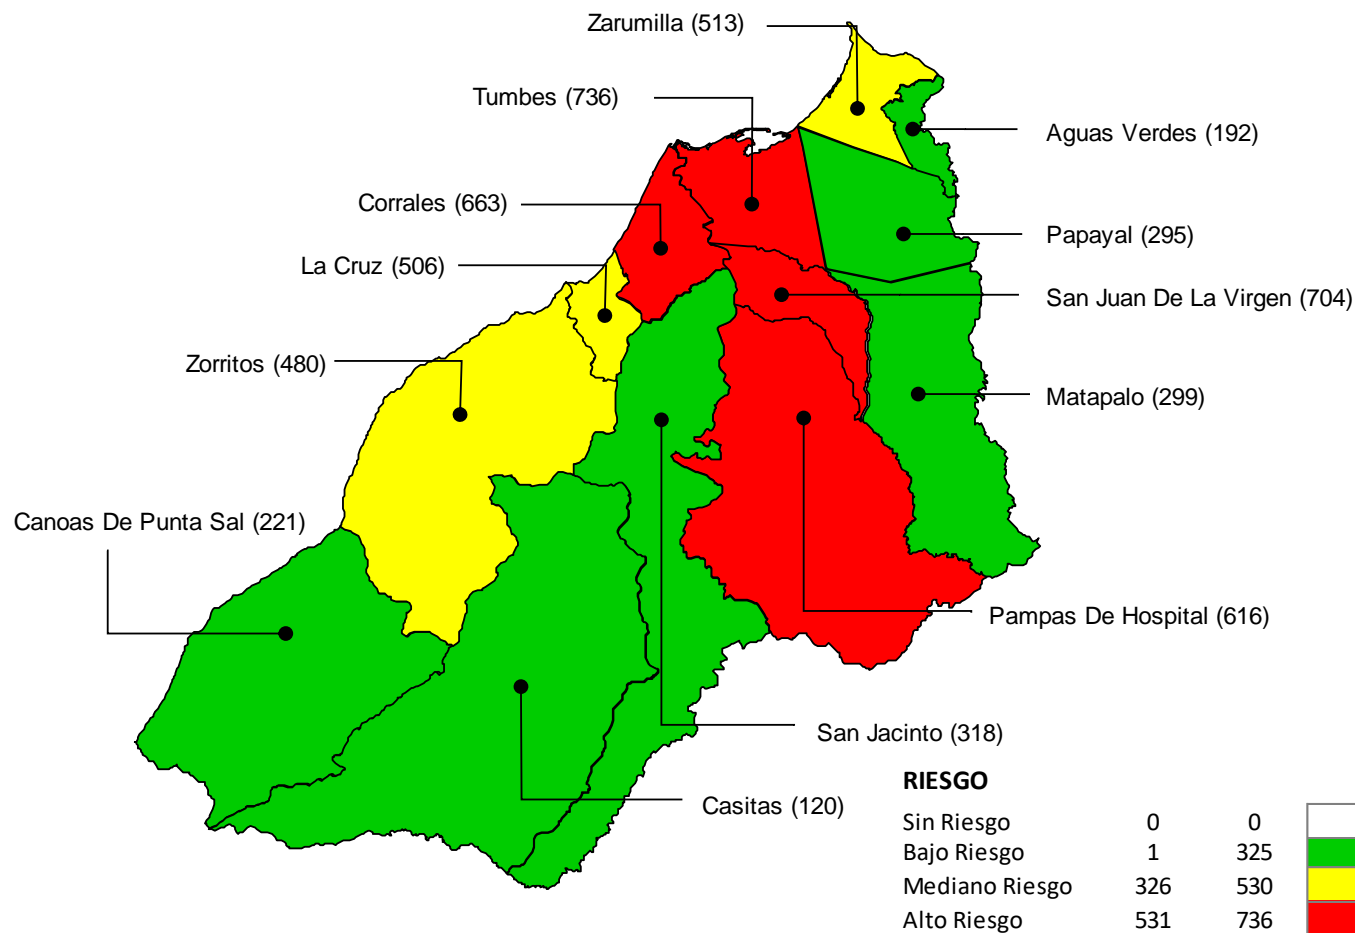 Zarumilla (513)
Tumbes (736)
Aguas Verdes (192)
Corrales (663)
Papayal (295)
La Cruz (506)
San Juan De La Virgen (704)
Zorritos (480)
Matapalo (299)
Canoas De Punta Sal (221)
Pampas De Hospital (616)
San Jacinto (318)
Casitas (120)
RIESGO
Sin Riesgo 0 0
Bajo Riesgo 1 325
Mediano Riesgo 326 530
Alto Riesgo 531 736